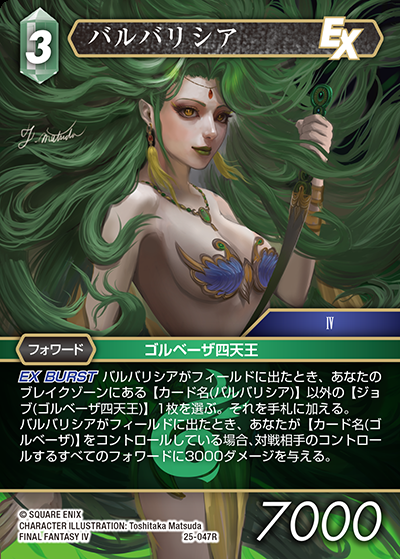 3
バルバリシア
EX
J. Matsuda
IV
フォワード
ゴルベーザ四天王
EX BURST バルバリシアがフィールドに出たとき、あなたの
ブレイクゾーンにある【カード名(バルバリシア)】以外の【ジョ
ブ(ゴルベーザ四天王)】1枚を選ぶ。それを手札に加える。
バルバリシアがフィールドに出たとき、あなたが【カード名(ゴ
ルベーザ)】をコントロールしている場合、対戦相手のコントロー
ルするすべてのフォワードに3000ダメージを与える。
© SQUARE ENIX
CHARACTER ILLUSTRATION: Toshitaka Matsuda
FINAL FANTASY IV
25-047R
7000